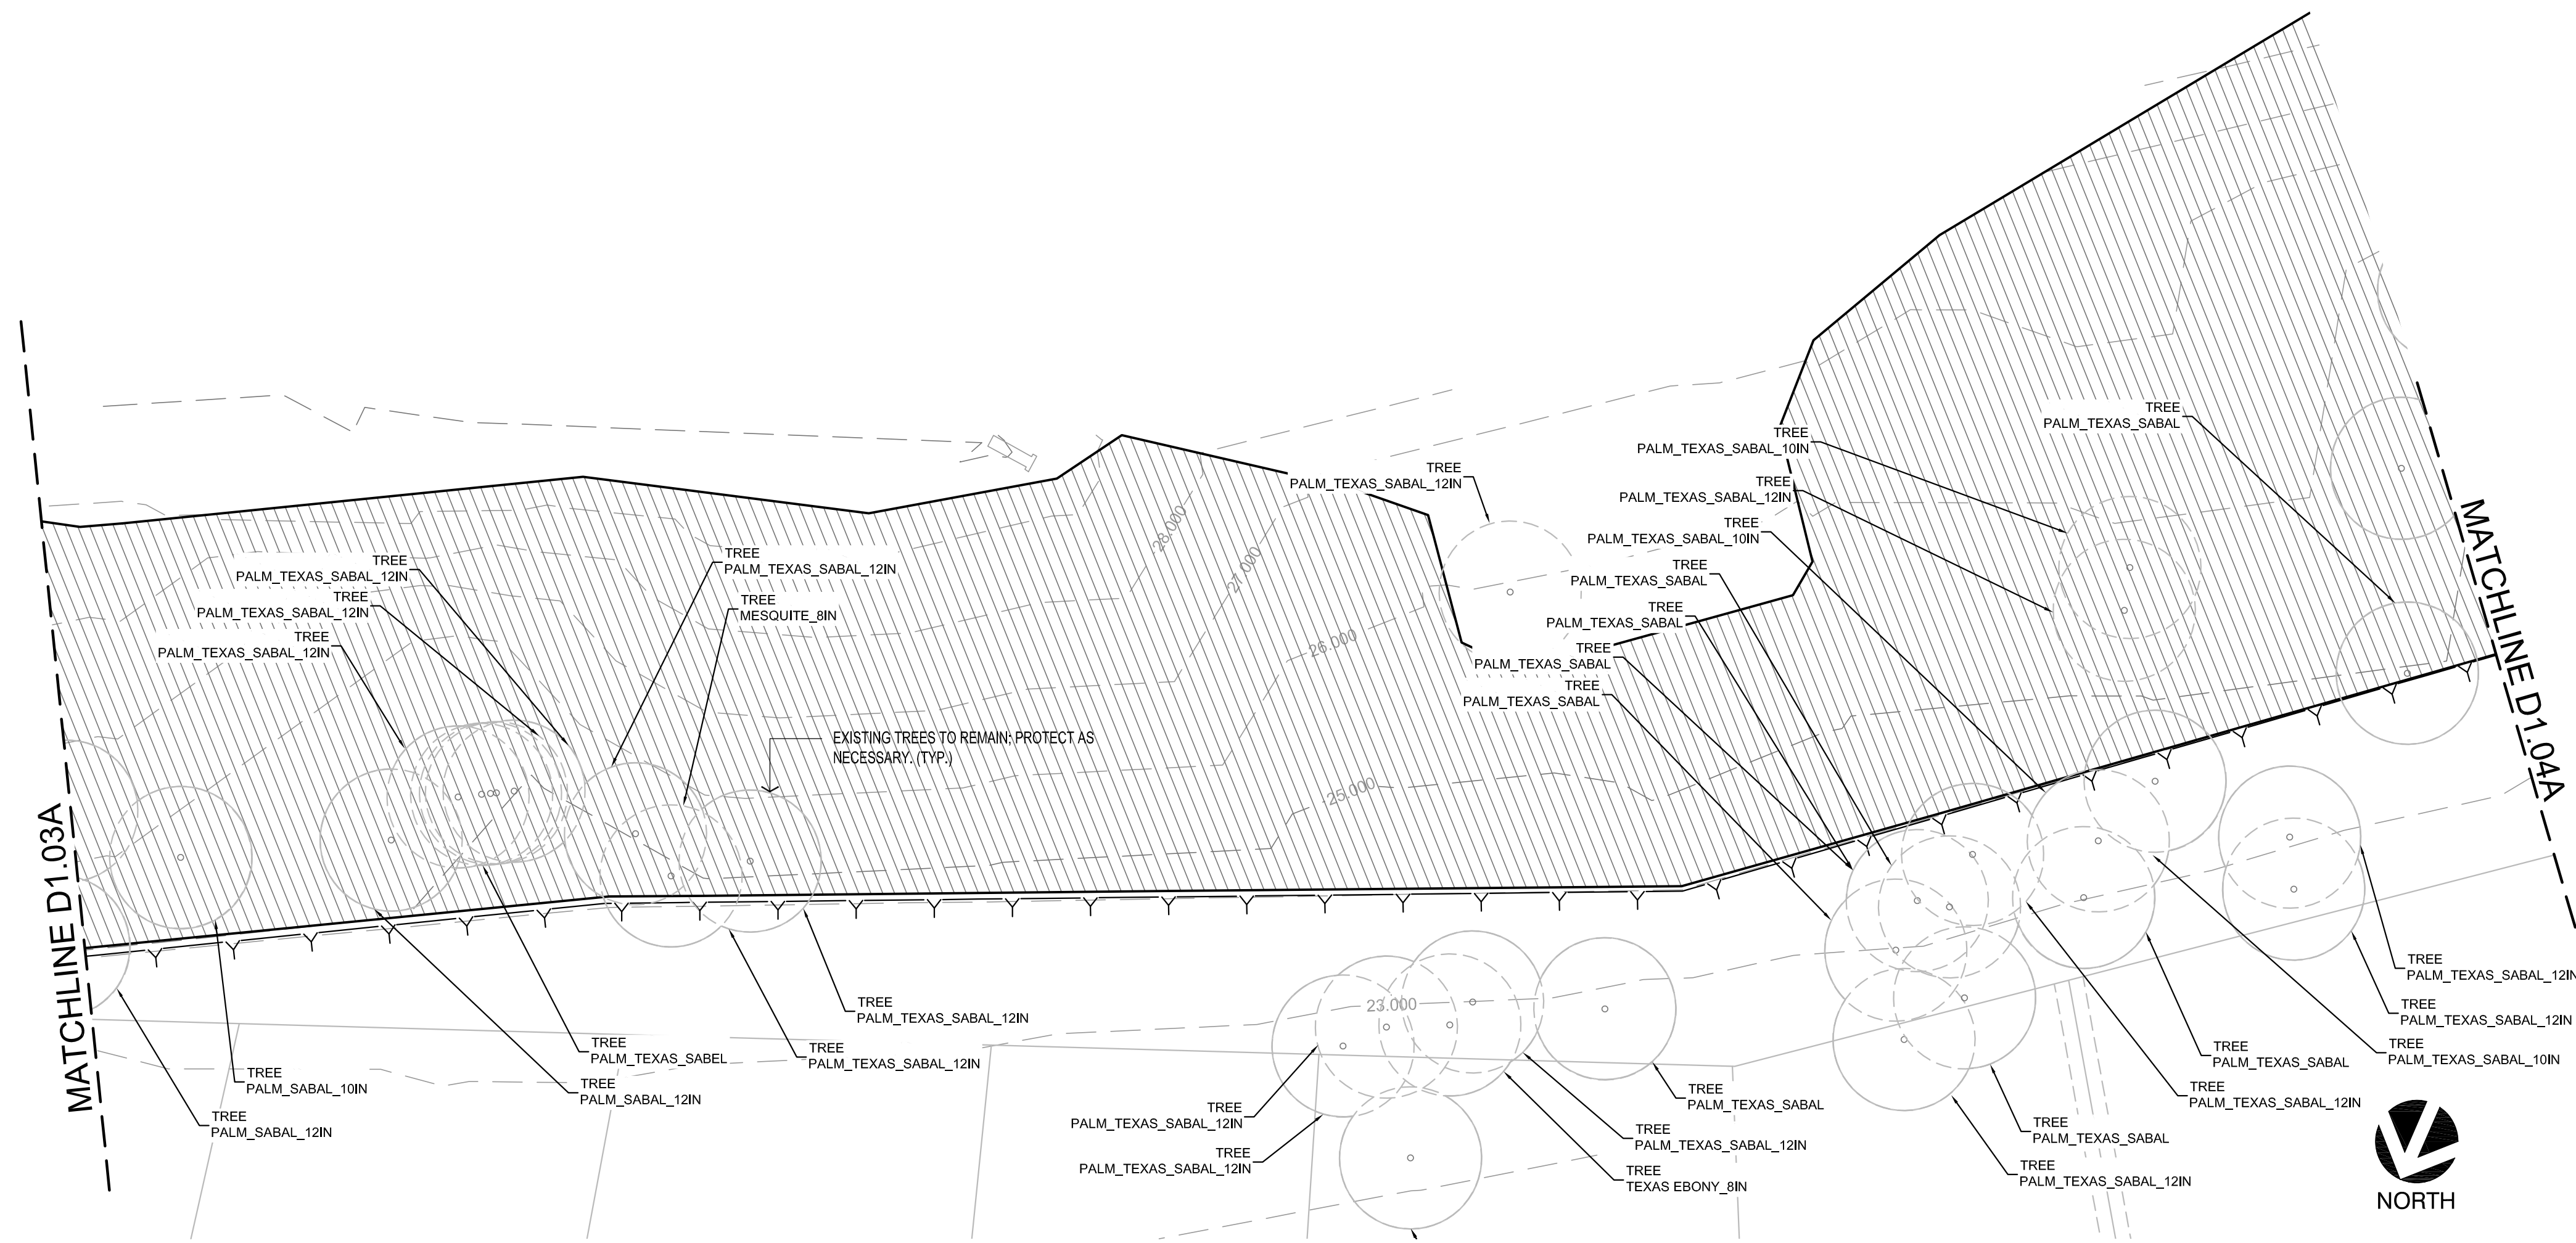 TREE
PALM_TEXAS_SABAL
TREE
PALM_TEXAS_SABAL_10IN
TREE
PALM_TEXAS_SABAL_12IN
TREE
PALM_TEXAS_SABAL_12IN
TREE
PALM_TEXAS_SABAL_10IN
28.000
27.000
TREE
PALM_TEXAS_SABAL_12IN
TREE
PALM_TEXAS_SABAL_12IN
TREE
PALM_TEXAS_SABAL
TREE
PALM_TEXAS_SABAL_12IN
TREE
MESQUITE_8IN
TREE
PALM_TEXAS_SABAL
TREE
PALM_TEXAS_SABAL_12IN
26.000
TREE
PALM_TEXAS_SABAL
TREE
PALM_TEXAS_SABAL
MATCHLINE D1.04A
EXISTING TREES TO REMAIN; PROTECT AS
NECESSARY. (TYP.)
25.000
MATCHLINE D1.03A
23.000
TREE
PALM_TEXAS_SABAL_12IN
TREE
PALM_TEXAS_SABAL_12IN
TREE
PALM_TEXAS_SABAL_12IN
TREE
PALM_TEXAS_SABEL
TREE
PALM_TEXAS_SABAL_12IN
TREE
PALM_TEXAS_SABAL
TREE
PALM_TEXAS_SABAL_10IN
TREE
PALM_SABAL_10IN
TREE
PALM_SABAL_12IN
TREE
PALM_TEXAS_SABAL
TREE
PALM_TEXAS_SABAL_12IN
TREE
PALM_SABAL_12IN
TREE
PALM_TEXAS_SABAL_12IN
TREE
PALM_TEXAS_SABAL_12IN
TREE
PALM_TEXAS_SABAL
TREE
PALM_TEXAS_SABAL_12IN
TREE
TEXAS EBONY_8IN
TREE
PALM_TEXAS_SABAL_12IN
NORTH